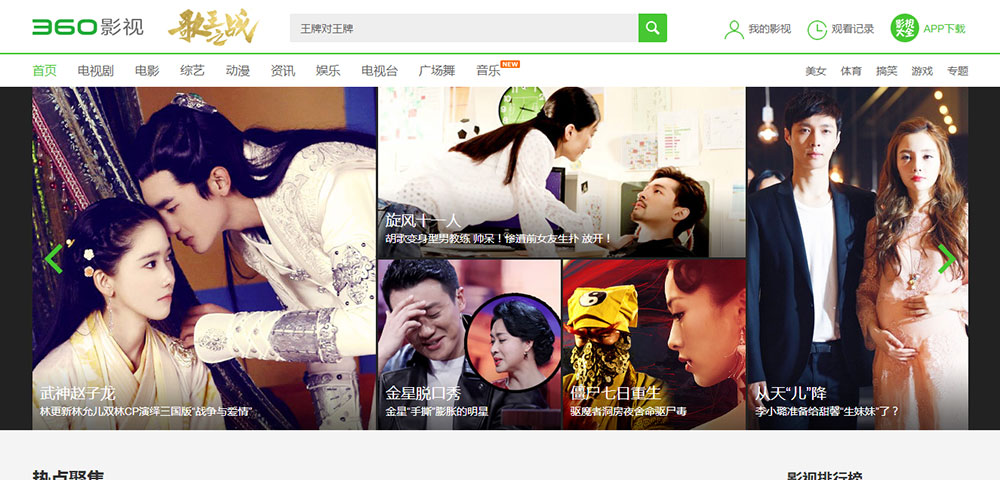 360影视
歌王之战
王牌对王牌
我的影视
观看记录
影视大全
APP下载
首页 电视剧 电影 综艺 动漫 资讯 娱乐 电视台 广场舞 音乐 NEW
美女 体育 搞笑 游戏 专题
旋风十一人
胡歌变身型男教练 帅呆！惨遭前女友生扑 放开！
武神赵子龙
林更新林允儿双林CP演绎三国版“战争与爱情”
金星脱口秀
金星“手撕”膨胀的明星
僵尸七日重生
驱魔者洞房夜舍命驱尸毒
从天“儿”降
李小璐准备给甜馨“生妹妹”了？
热点聚焦
影视排行榜